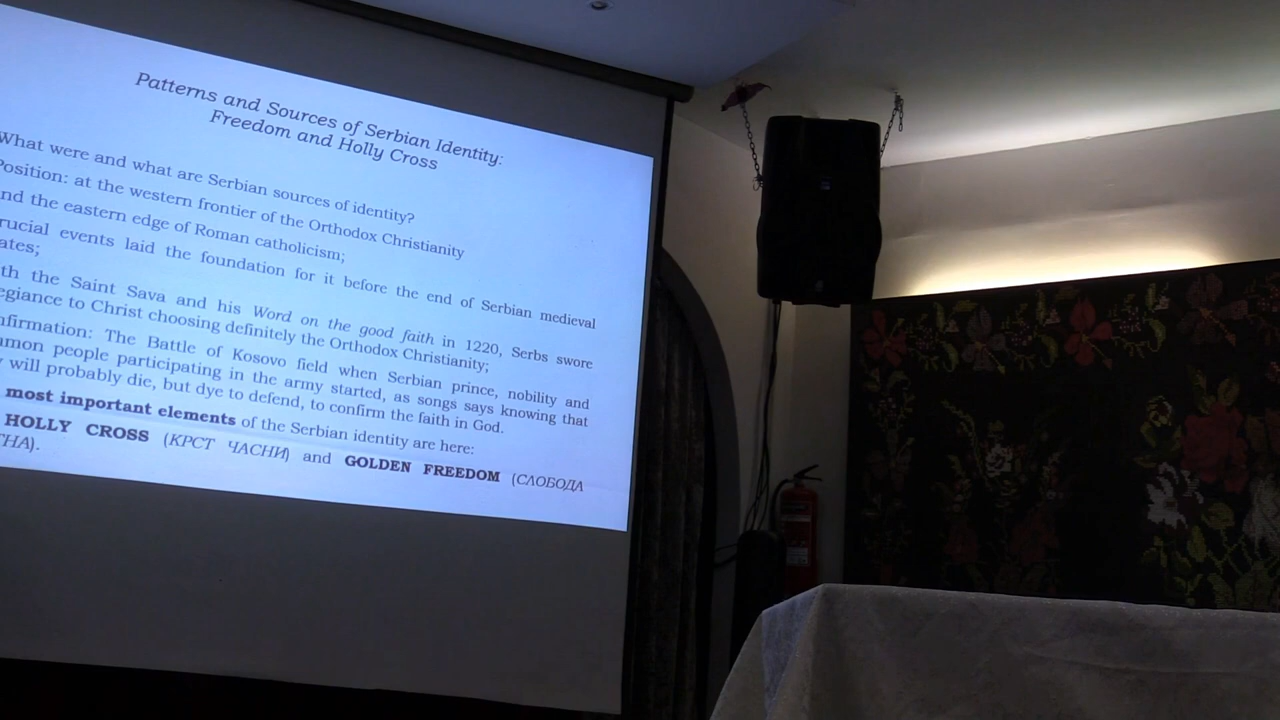 Patterns and Sources of Serbian Identity:
Freedom and Holly Cross
What were and what are Serbian sources of identity?
Position: at the western frontier of the Orthodox Christianity
nd the eastern edge of Roman catholicism;
rucial events laid the foundation for it before the end of Serbian medieval
ates;
th the Saint Sava and his Word on the good faith in 1220, Serbs swore
egiance to Christ choosing definitely the Orthodox Christianity;
nfirmation: The Battle of Kosovo field when Serbian prince, nobility and
mmon people participating in the army started, as songs says knowing that
y will probably die, but dye to defend, to confirm the faith in God.
most important elements of the Serbian identity are here:
HOLLY CROSS (КРСТ ЧАСНИ) and GOLDEN FREEDOM (СЛОБОДА
ТНА).